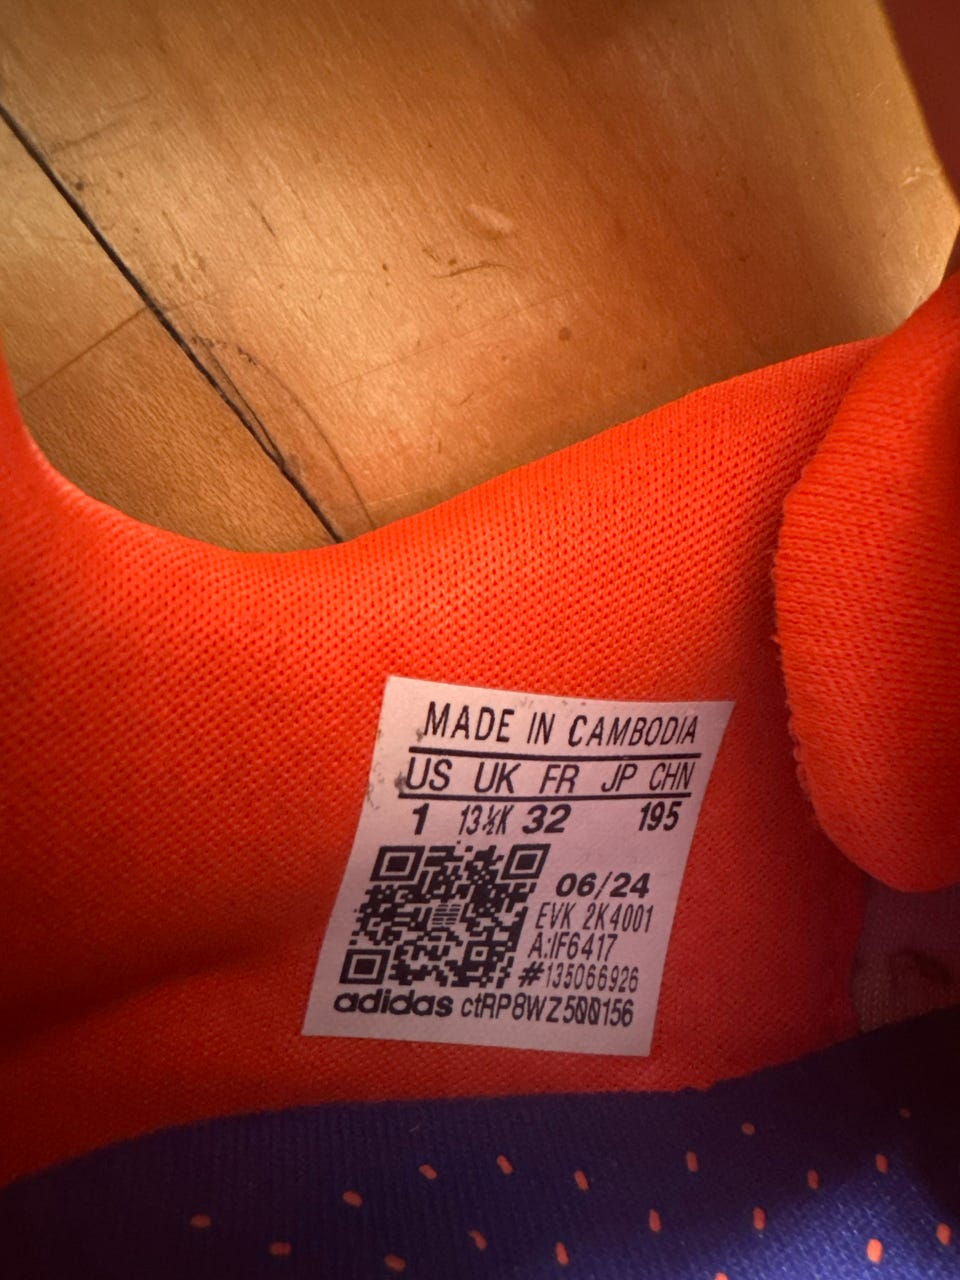 MADE IN CAMBODIA
US UK FR JP CHN
1 13½K 32 195
06/24
EVK 2K4001
A:IF6417
#135066926
adidas ctRP8WZ500156